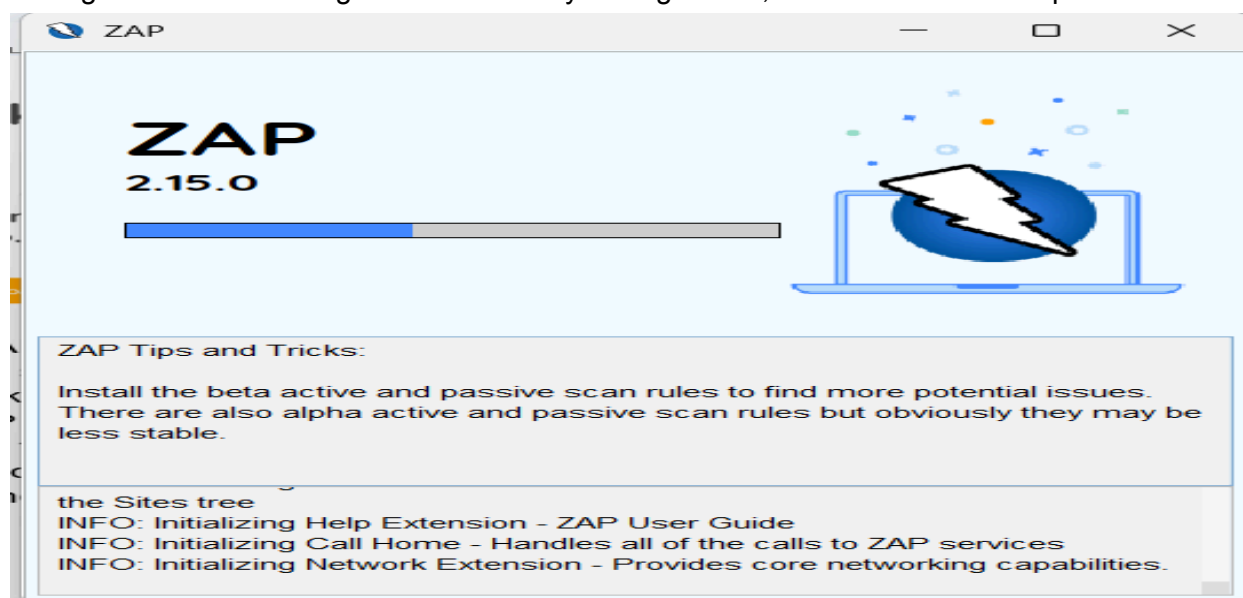 ZAP
ZAP
2.15.0
ZAP Tips and Tricks:
Install the beta active and passive scan rules to find more potential issues.
There are also alpha active and passive scan rules but obviously they may be
less stable.
the Sites tree
INFO: Initializing Help Extension - ZAP User Guide
INFO: Initializing Call Home - Handles all of the calls to ZAP services
INFO: Initializing Network Extension - Provides core networking capabilities.